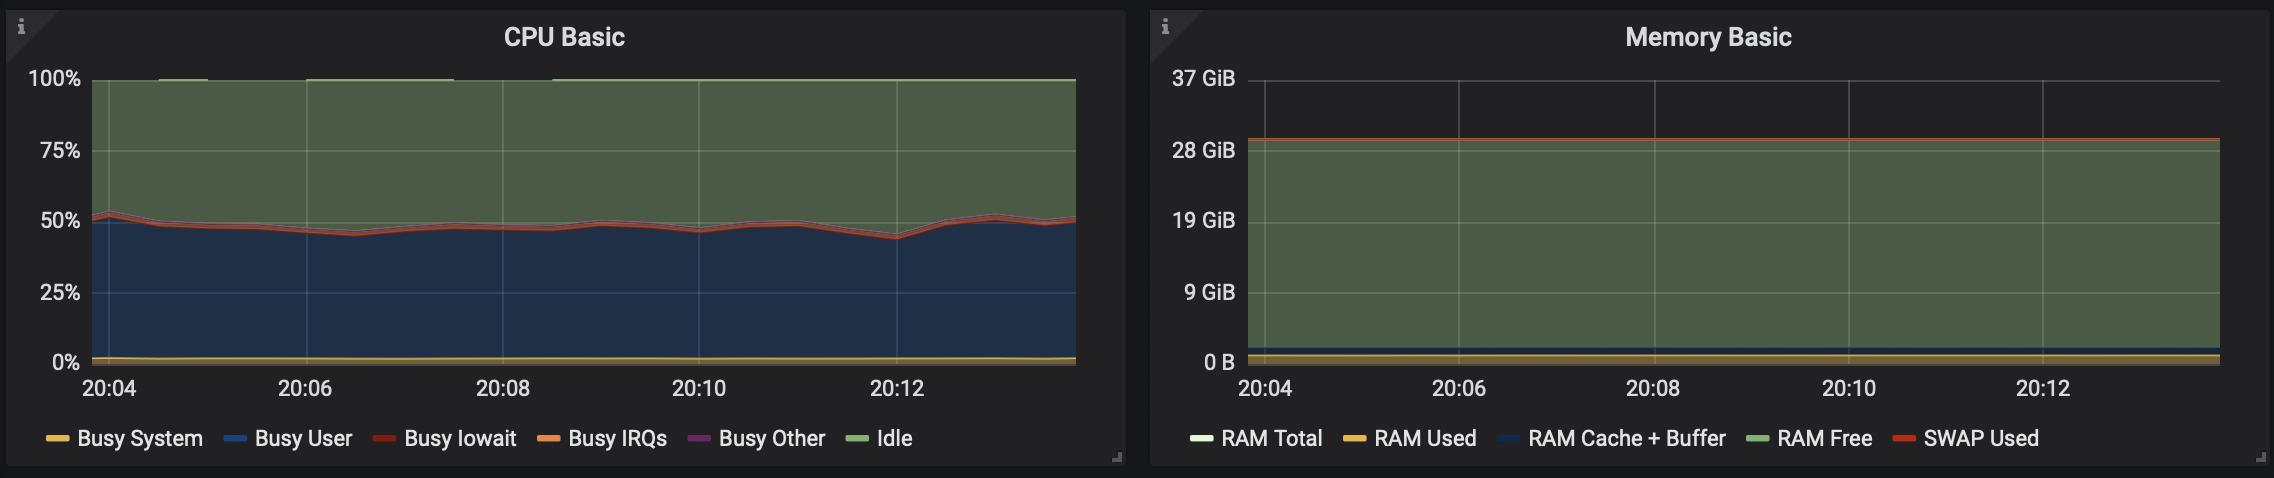 CPU Basic
100%
75%
50%
25%
0%
20:04 20:06 20:08 20:10 20:12
Busy System Busy User Busy Iowait Busy IRQs Busy Other Idle
Memory Basic
37 GiB
28 GiB
19 GiB
9 GiB
0 B
20:04 20:06 20:08 20:10 20:12
RAM Total RAM Used RAM Cache + Buffer RAM Free SWAP Used